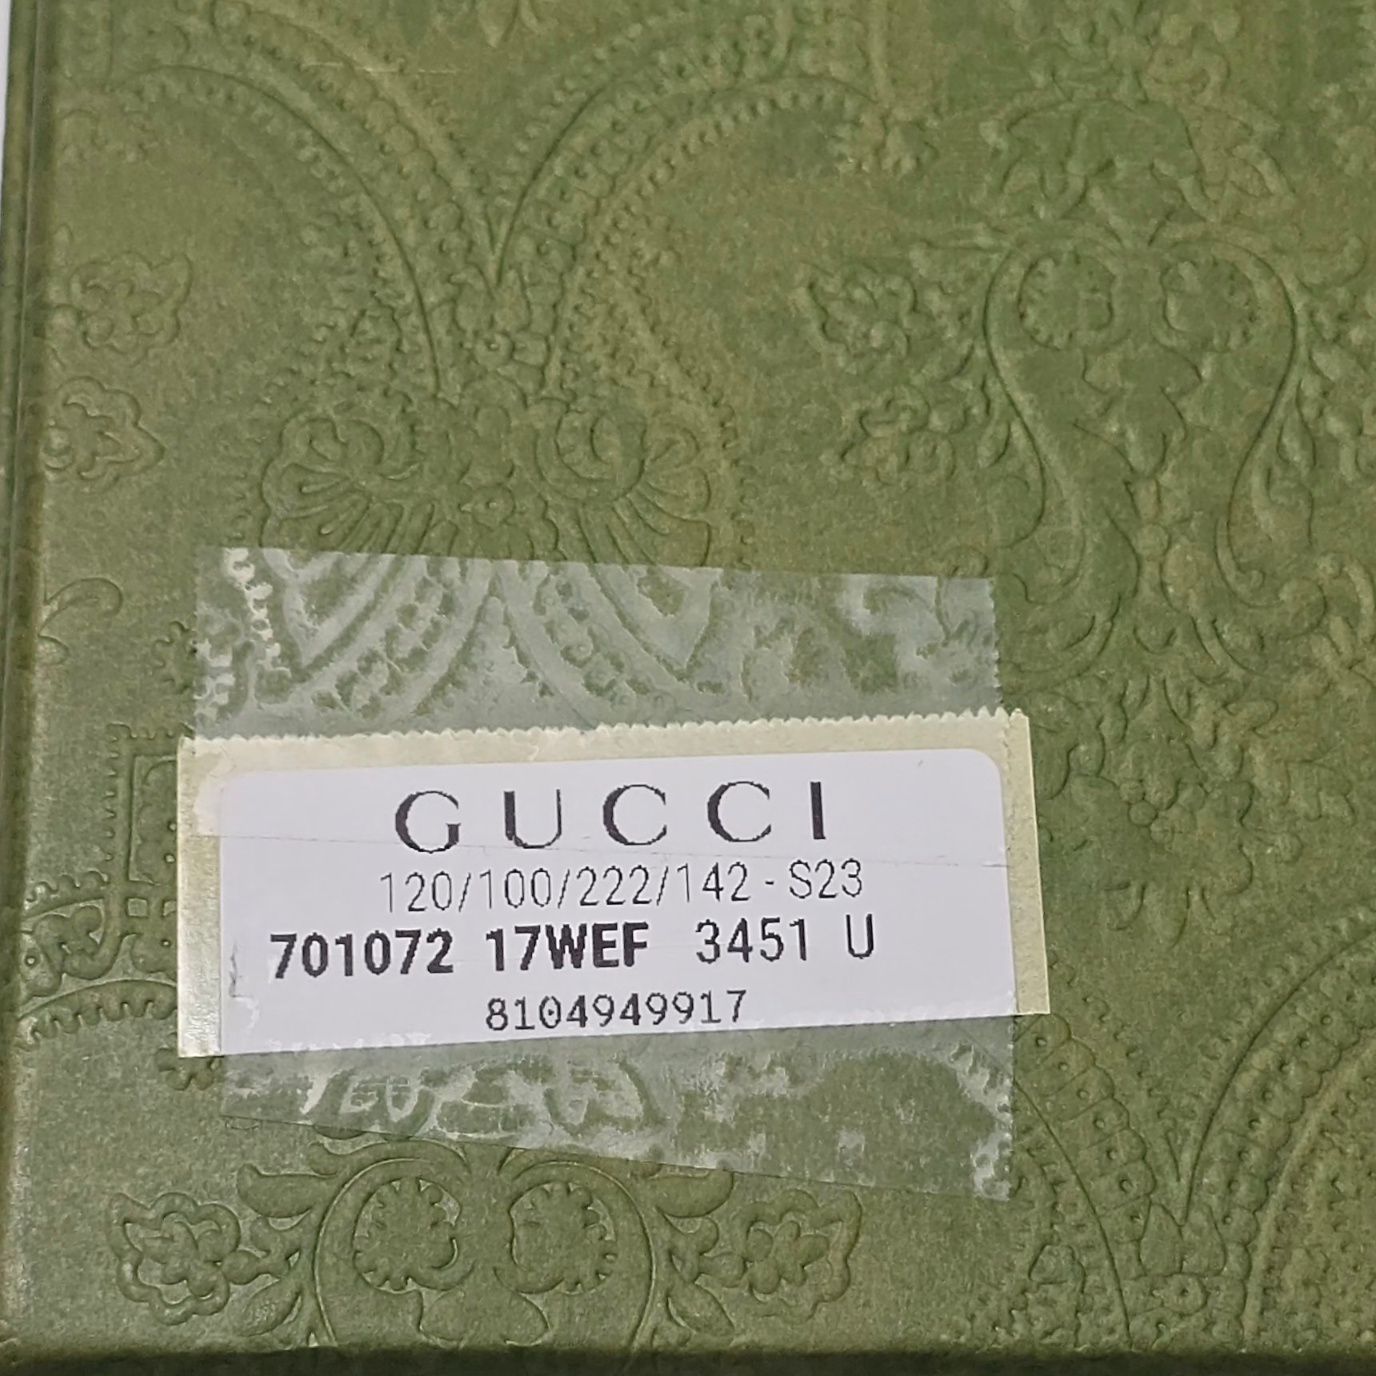 GUCCI
120/100/222/142 - S23
701072 17WEF 3451 U
8104949917